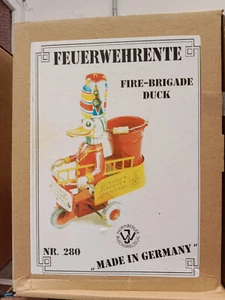 FEUERWEHRENTE
FIRE-BRIGADE
DUCK
NR. 280
„MADE IN GERMANY"